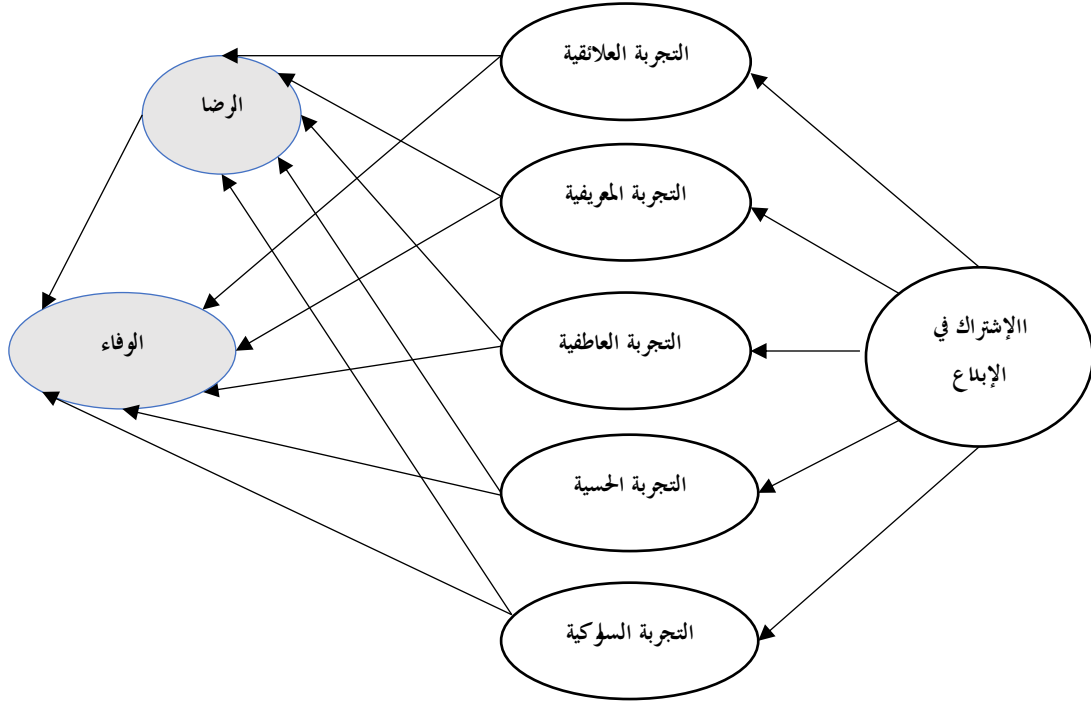 التجربة العلائقية
الرضا
التجربة المعريفية
االإشتراك في
الإبداع
التجربة العاطفية
الوفاء
التجربة الحسية
التجربة السلوكية